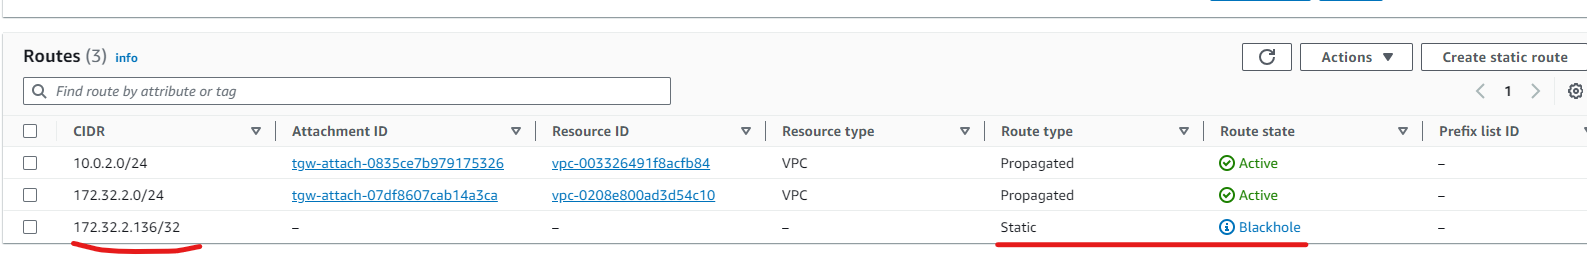 Routes (3) info
Actions ▼ Create static route
Find route by attribute or tag
1
CIDR Attachment ID Resource ID Resource type Route type Route state Prefix list ID
10.0.2.0/24 tgw-attach-0835ce7b979175326 vpc-003326491f8acfb84 VPC Propagated Active –
172.32.2.0/24 tgw-attach-07df8607cab14a3ca vpc-0208e800ad3d54c10 VPC Propagated Active –
172.32.2.136/32 – – – Static Blackhole –